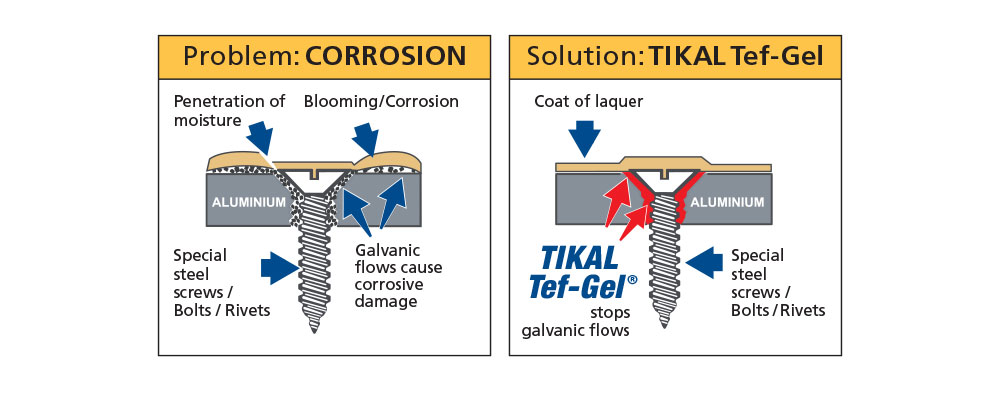 Problem: CORROSION
Penetration of
moisture
Blooming/Corrosion
ALUMINIUM
Special
steel
screws /
Bolts / Rivets
Galvanic
flows cause
corrosive
damage
Solution: TIKAL Tef-Gel
Coat of laquer
ALUMINIUM
TIKAL
Tef-Gel®
stops
galvanic flows
Special
steel
screws /
Bolts / Rivets